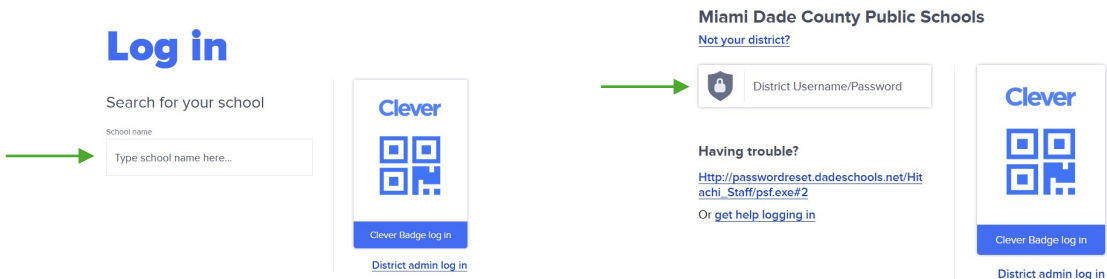 Log in
Search for your school
School name
Type school name here...
Clever
Clever Badge log in
District admin log in
Miami Dade County Public Schools
Not your district?
District Username/Password
Having trouble?
Http://passwordreset.dadeschools.net/Hit
achi_Staff/psf.exe#2
Or get help logging in
Clever
Clever Badge log in
District admin log in